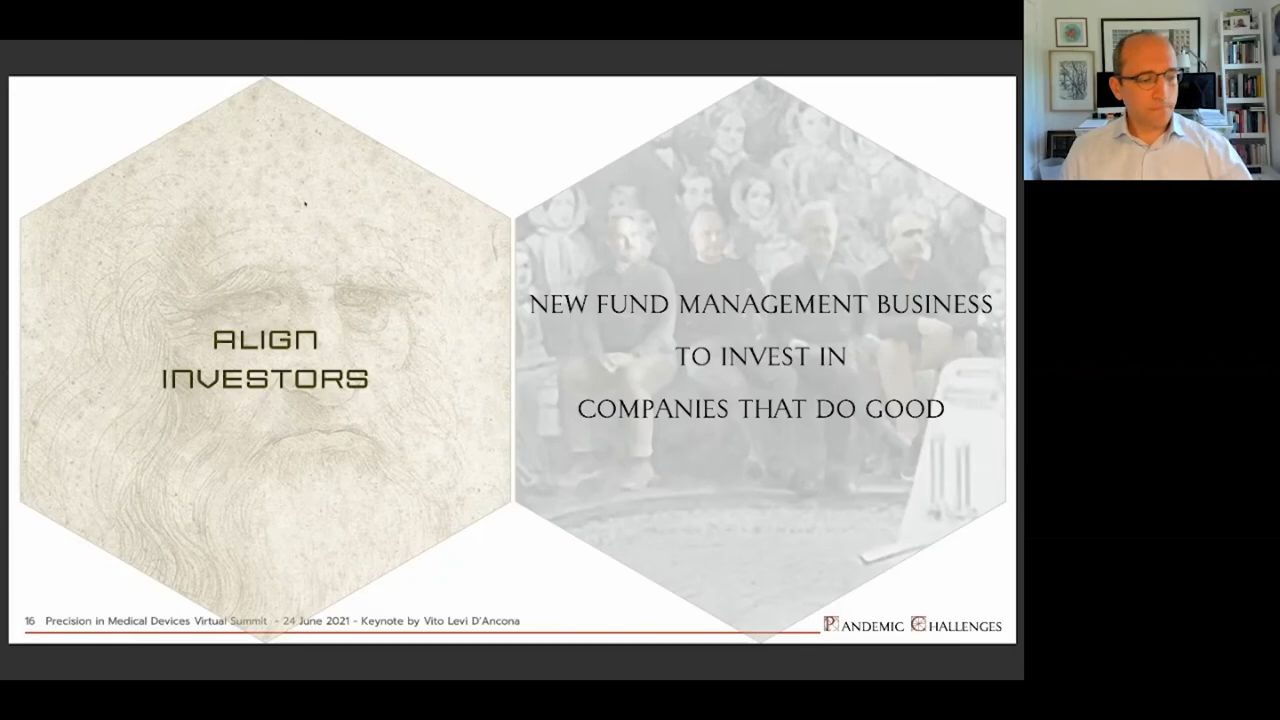 ALIGN
INVESTORS
NEW FUND MANAGEMENT BUSINESS
TO INVEST IN
COMPANIES THAT DO GOOD
16 Precision in Medical Devices Virtual Summit - 24 June 2021 - Keynote by Vito Levi D'Ancona
PANDEMIC CHALLENGES